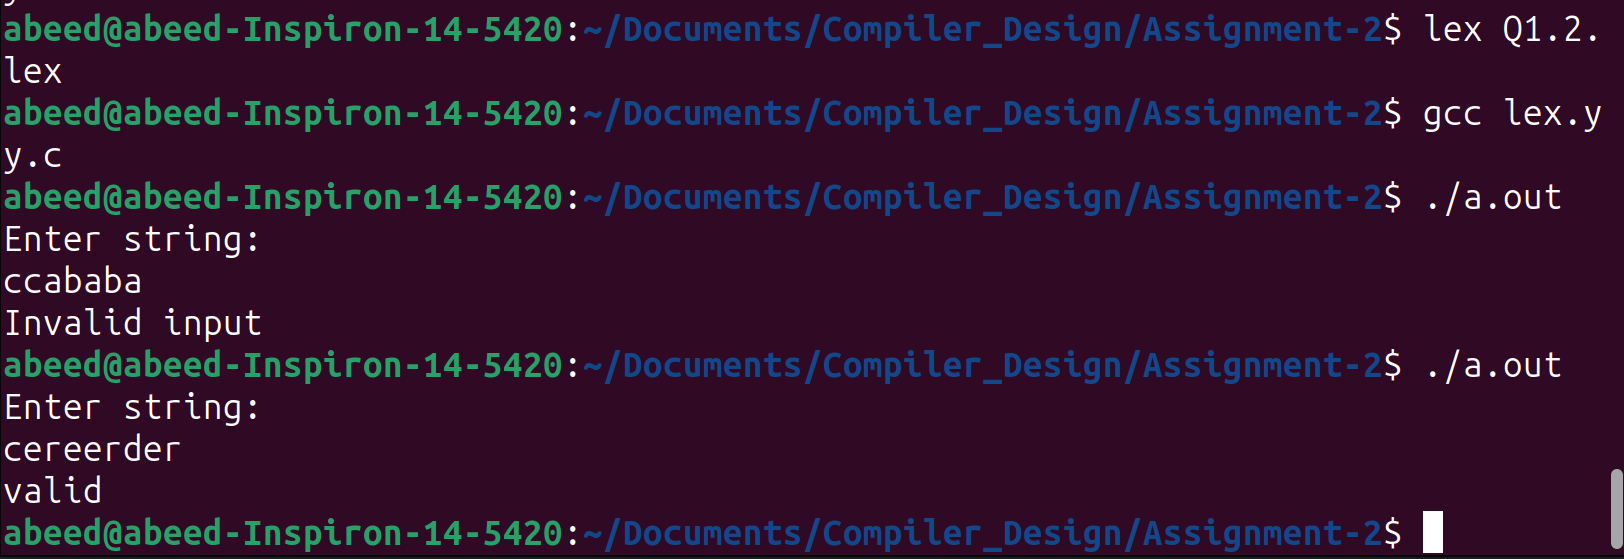 abeed@abeed-Inspiron-14-5420:~/Documents/Compiler_Design/Assignment-2$ lex Q1.2.
lex
abeed@abeed-Inspiron-14-5420:~/Documents/Compiler_Design/Assignment-2$ gcc lex.y
y.c
abeed@abeed-Inspiron-14-5420:~/Documents/Compiler_Design/Assignment-2$ ./a.out
Enter string:
ccababa
Invalid input
abeed@abeed-Inspiron-14-5420:~/Documents/Compiler_Design/Assignment-2$ ./a.out
Enter string:
cereerder
valid
abeed@abeed-Inspiron-14-5420:~/Documents/Compiler_Design/Assignment-2$